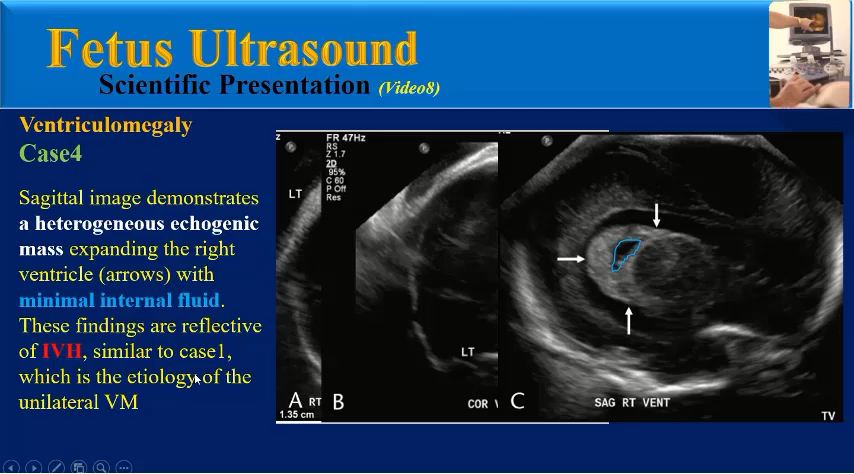 Fetus Ultrasound
Scientific Presentation (Video8)
Ventriculomegaly
Case4
Sagittal image demonstrates
a heterogeneous echogenic
mass expanding the right
ventricle (arrows) with
minimal internal fluid.
These findings are reflective
of IVH, similar to case1,
which is the etiology of the
unilateral VM
LT
A RT
1.35 cm
FR 47Hz
RS
Z 1.7
2D
95%
C 60
P Off
Res
LT
B
COR V
C
SAG RT VENT
TV